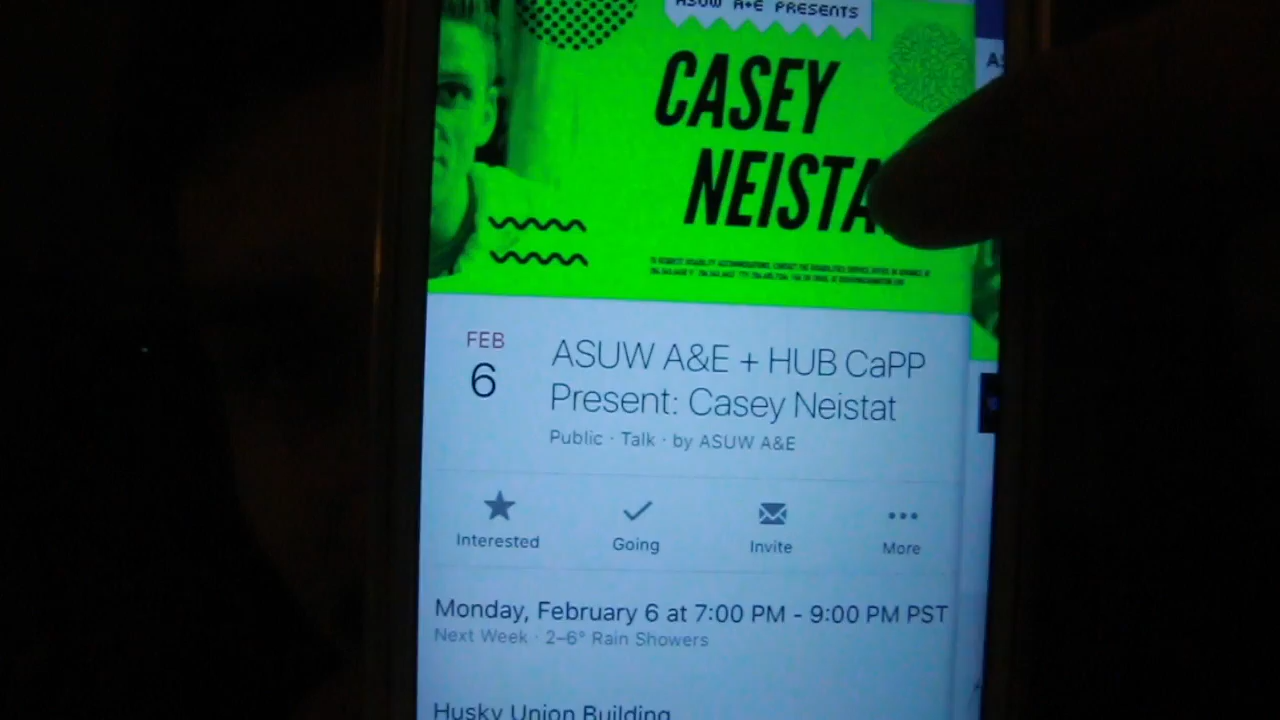 ASUW A+E PRESENTS
CASEY
NEISTA
FEB
6
ASUW A&E + HUB CaPP
Present: Casey Neistat
Public · Talk · by ASUW A&E
Interested
Going
Invite
More
Monday, February 6 at 7:00 PM - 9:00 PM PST
Next Week · 2–6° Rain Showers
Husky Union Building